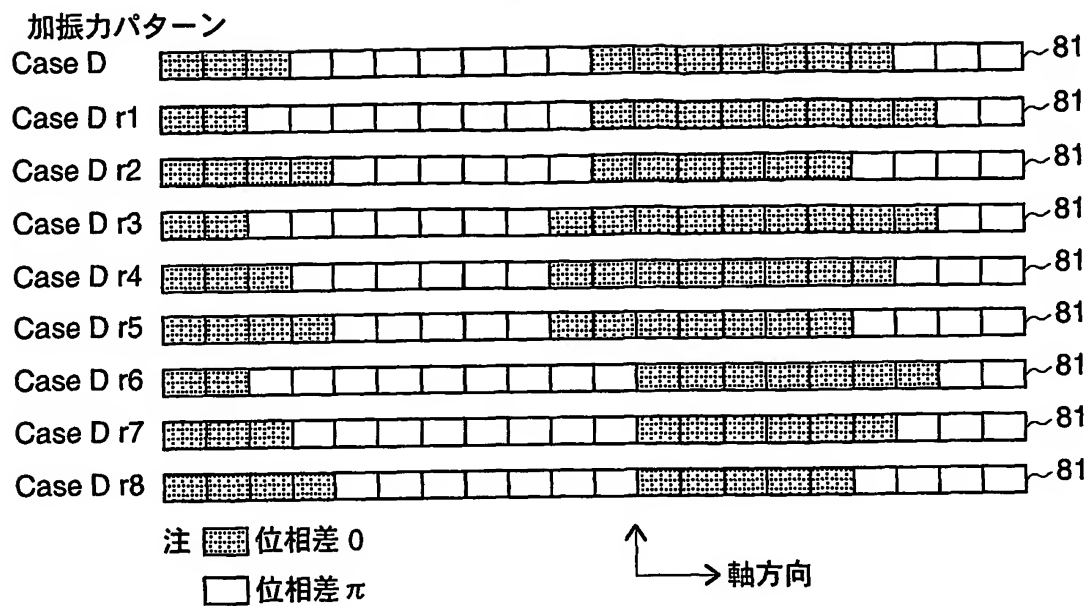 加振力パターン
Case D 81
Case D r1 81
Case D r2 81
Case D r3 81
Case D r4 81
Case D r5 81
Case D r6 81
Case D r7 81
Case D r8 81
注 位相差 0
位相差 π
軸方向